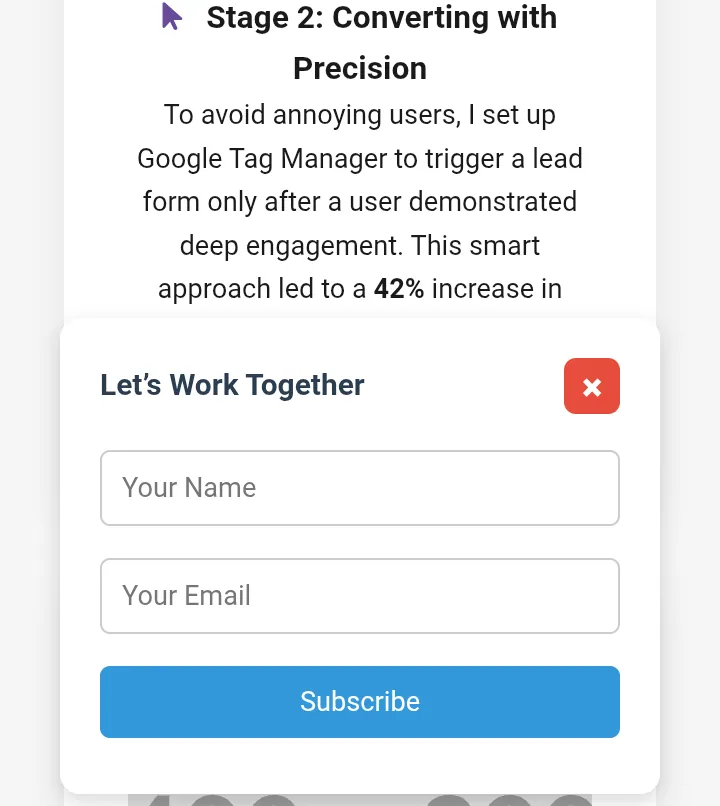 Stage 2: Converting with
Precision
To avoid annoying users, I set up
Google Tag Manager to trigger a lead
form only after a user demonstrated
deep engagement. This smart
approach led to a 42% increase in
Let’s Work Together
Your Name
Your Email
Subscribe